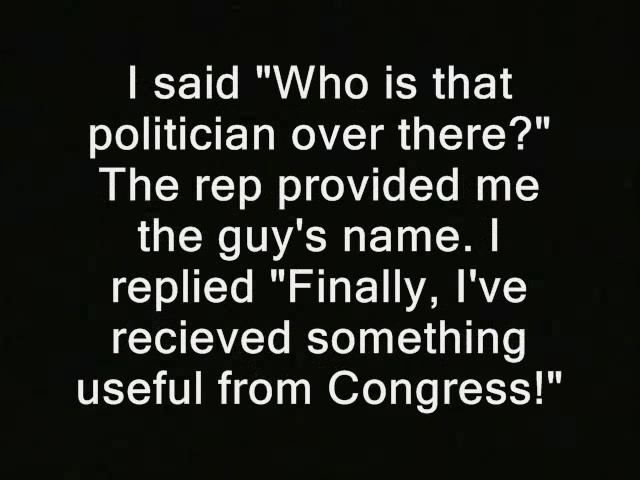 I said "Who is that
politician over there?"
The rep provided me
the guy's name. I
replied "Finally, I've
recieved something
useful from Congress!"